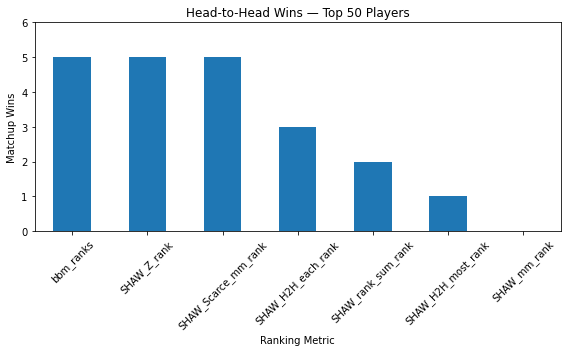 Head-to-Head Wins — Top 50 Players
Matchup Wins
6
5
4
3
2
1
0
bbm_ranks
SHAW_Z_rank
SHAW_Scarce_mm_rank
SHAW_H2H_each_rank
SHAW_rank_sum_rank
SHAW_H2H_most_rank
SHAW_mm_rank
Ranking Metric